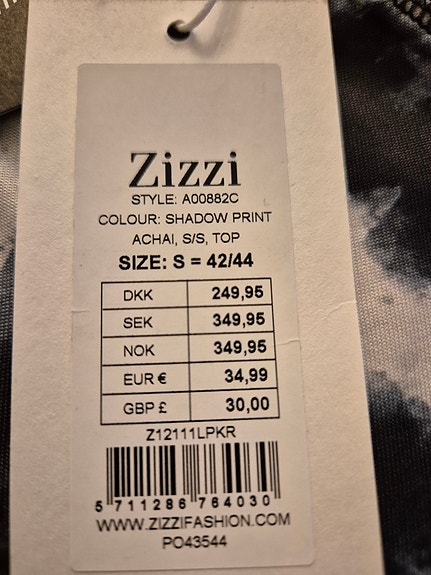 Zizzi
STYLE: A00882C
COLOUR: SHADOW PRINT
ACHAI, S/S, TOP
SIZE: S = 42/44
DKK 249,95
SEK 349,95
NOK 349,95
EUR € 34,99
GBP £ 30,00
Z12111LPKR
5 711286 764030
WWW.ZIZZIFASHION.COM
PO43544